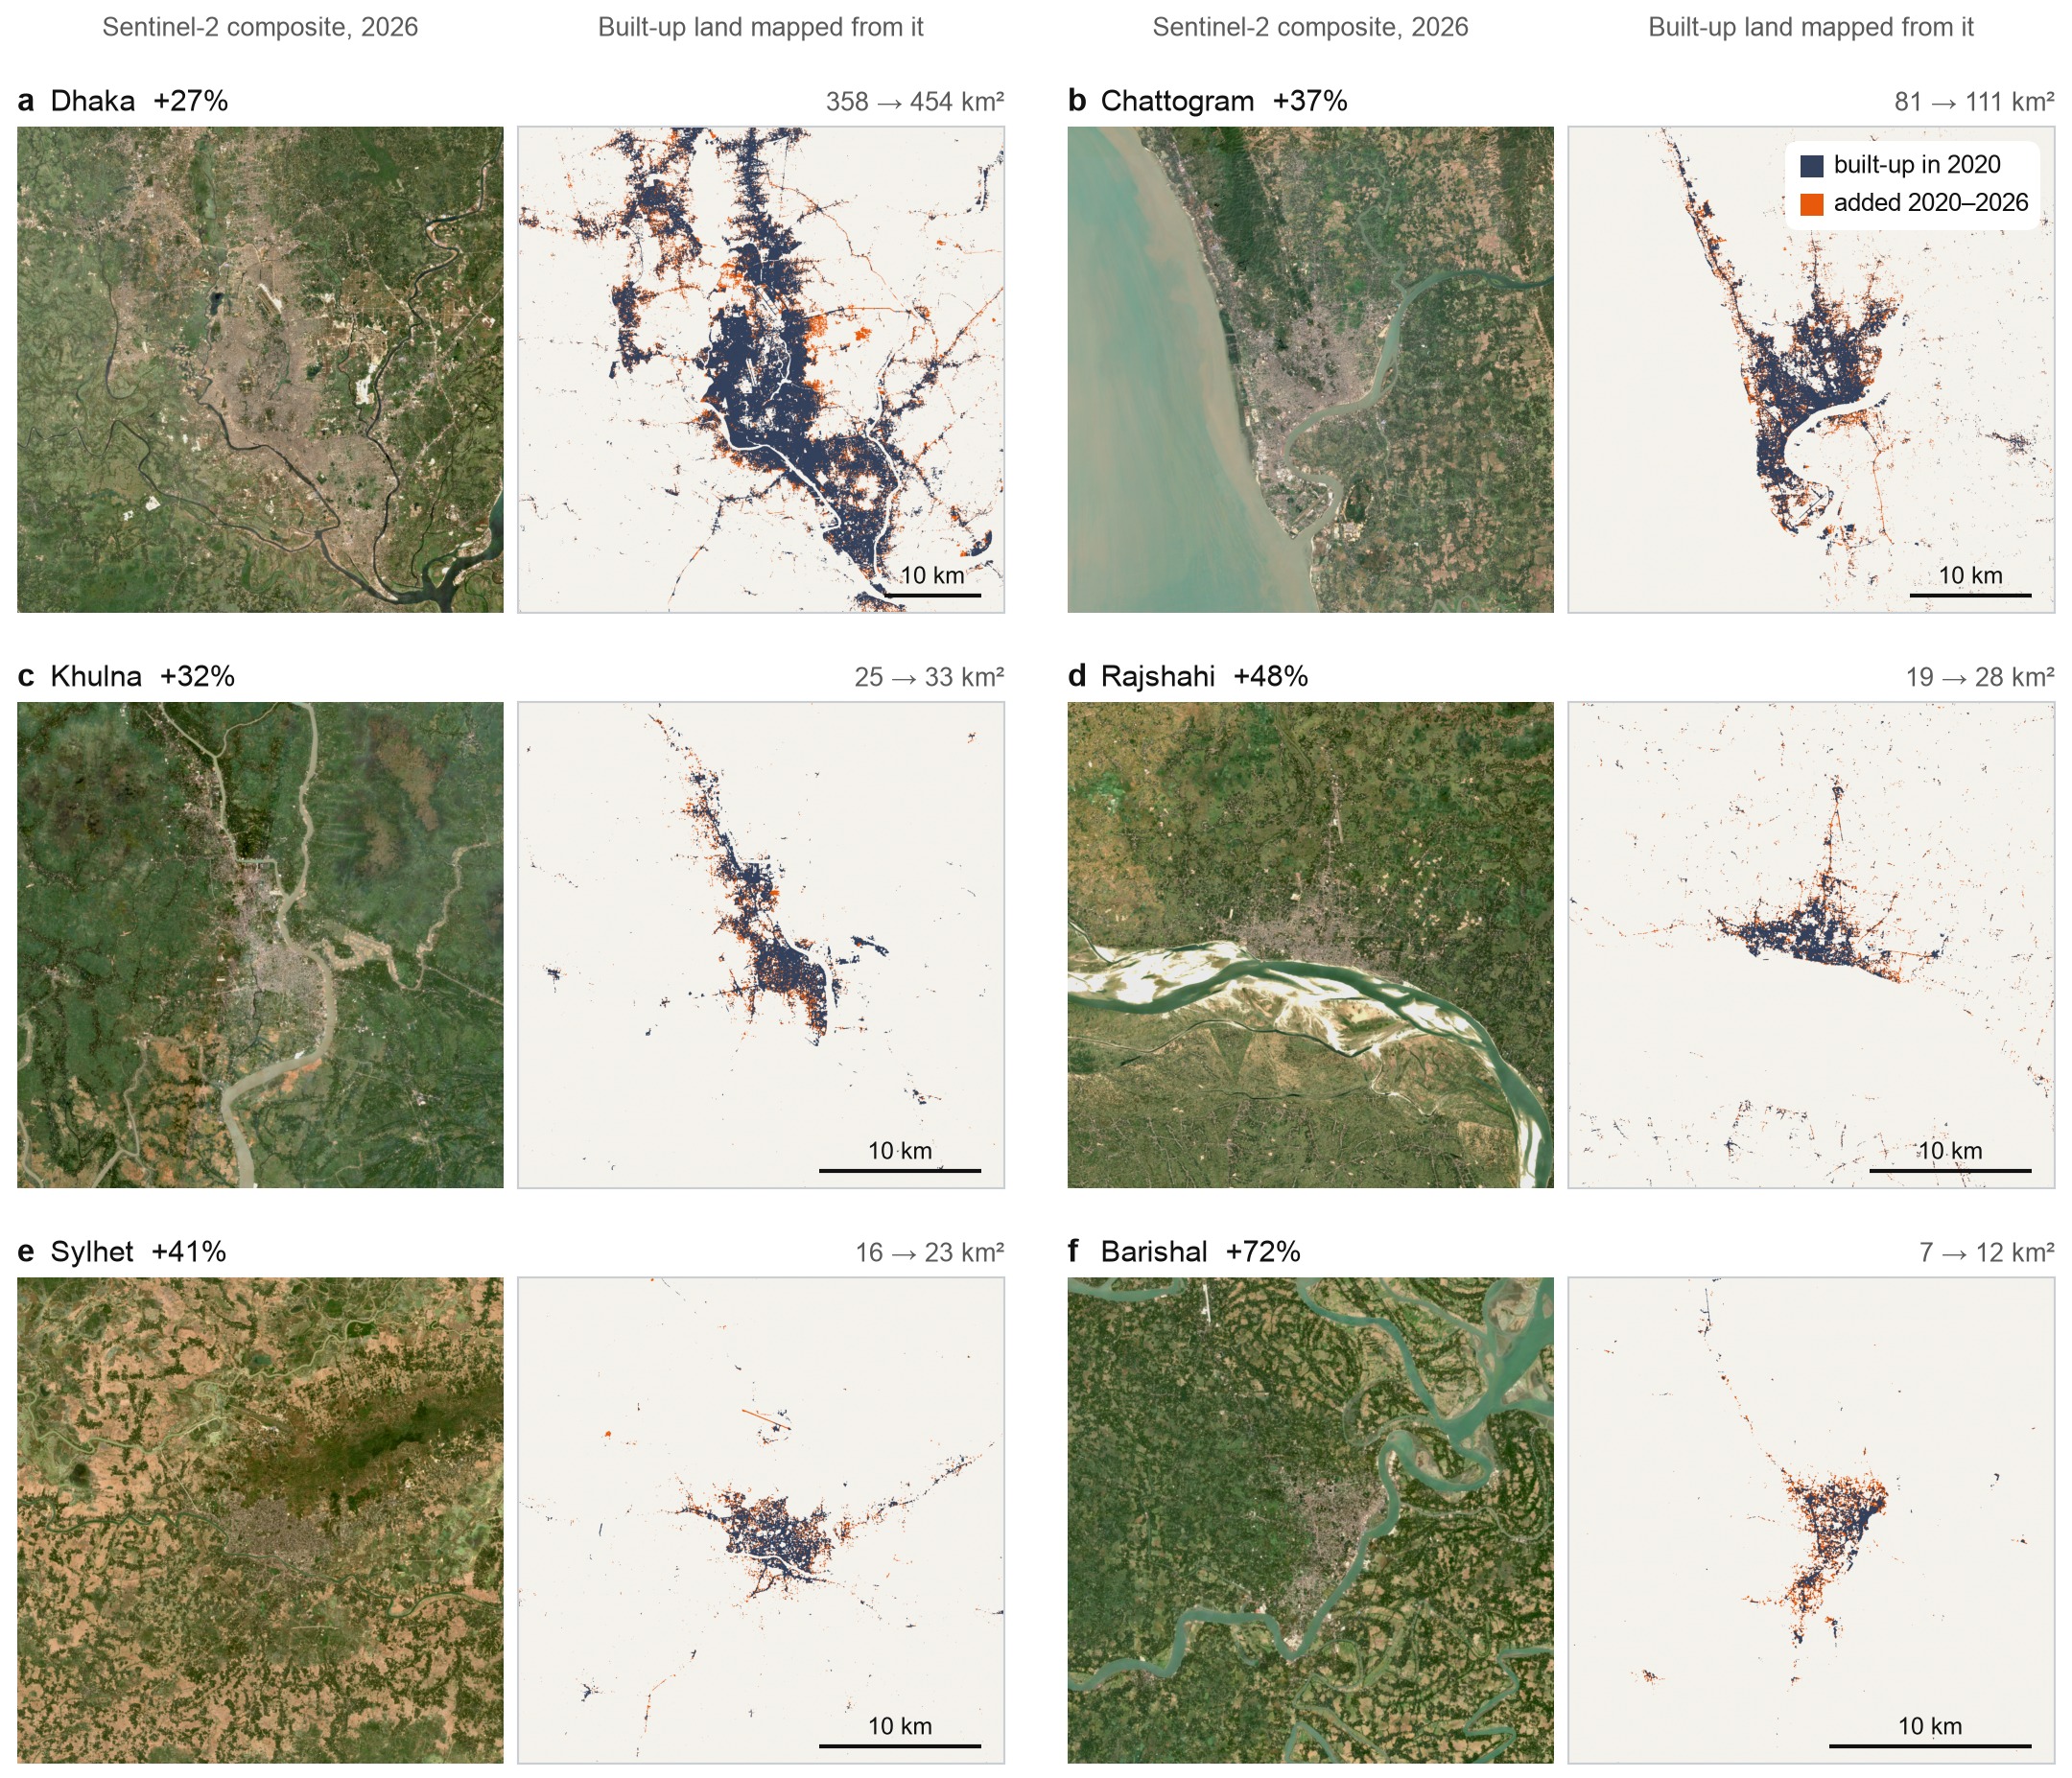 Sentinel-2 composite, 2026
Built-up land mapped from it
Sentinel-2 composite, 2026
Built-up land mapped from it
a Dhaka +27%
358 → 454 km²
b Chattogram +37%
81 → 111 km²
built-up in 2020
added 2020–2026
10 km
10 km
c Khulna +32%
25 → 33 km²
d Rajshahi +48%
19 → 28 km²
10 km
10 km
e Sylhet +41%
16 → 23 km²
f Barishal +72%
7 → 12 km²
10 km
10 km